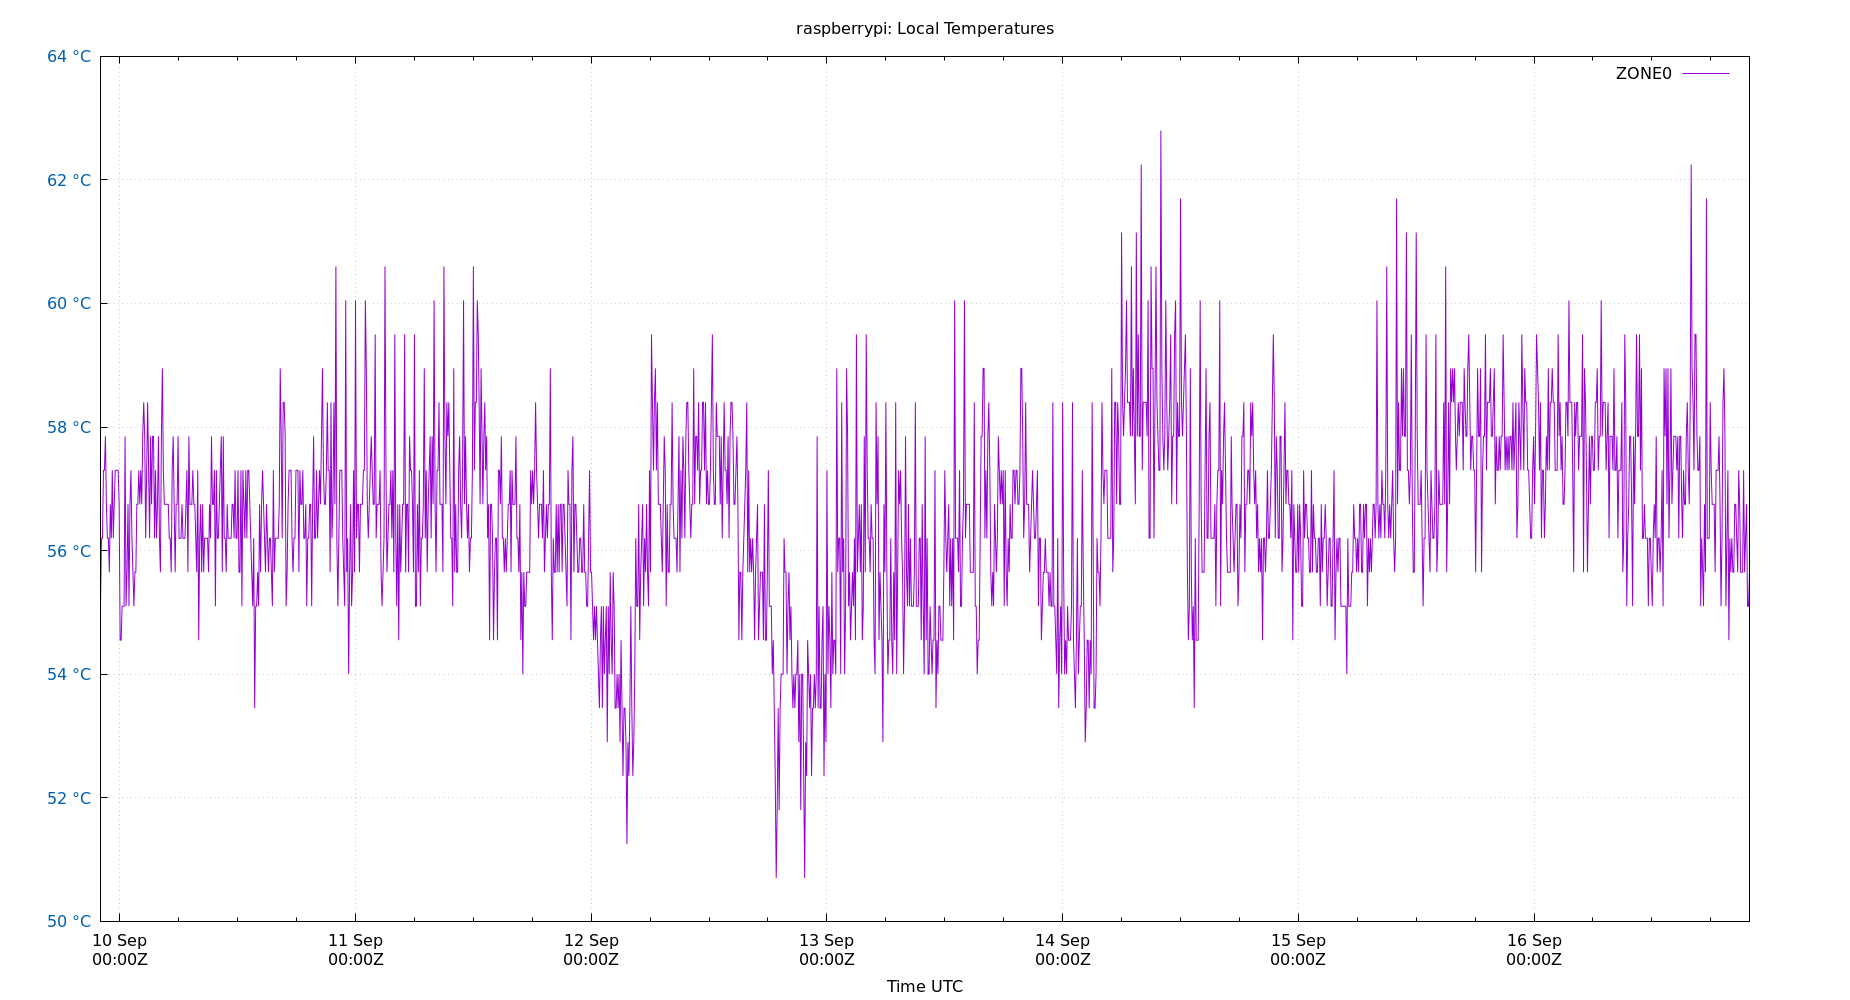 raspberrypi: Local Temperatures
64 °C
ZONE0
62 °C
60 °C
58 °C
56 °C
54 °C
52 °C
50 °C
10 Sep 11 Sep 12 Sep 13 Sep 14 Sep 15 Sep 16 Sep
00:00Z 00:00Z 00:00Z 00:00Z 00:00Z 00:00Z 00:00Z
Time UTC